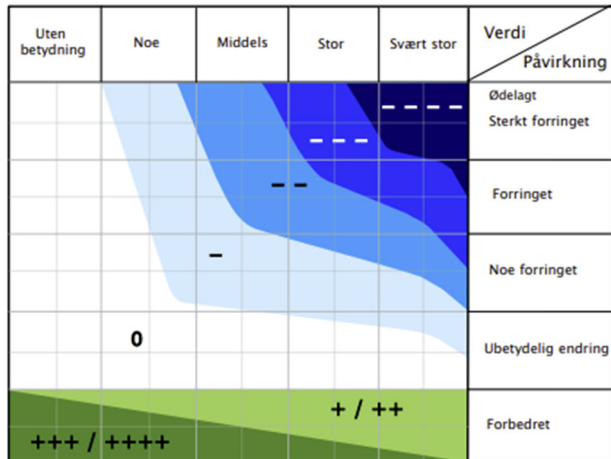 Uten
betydning
Noe
Middels
Stor
Svært stor
Verdi
Påvirkning
Ødelagt
Sterkt forringet
Forringet
Noe forringet
Ubetydelig endring
Forbedret
– – – –
– – –
– –
–
0
+ / ++
+++ / ++++